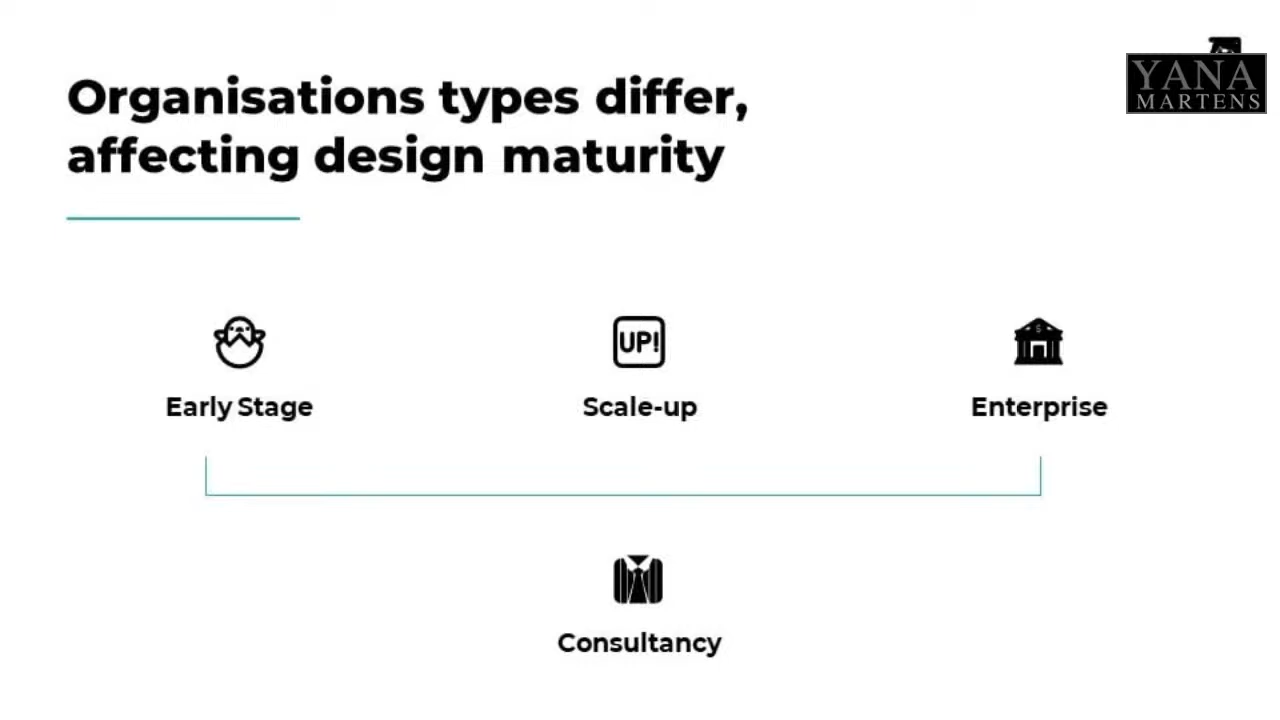 Organisations types differ,
affecting design maturity
YANA
MARTENS
UP!
$
Early Stage
Scale-up
Enterprise
Consultancy